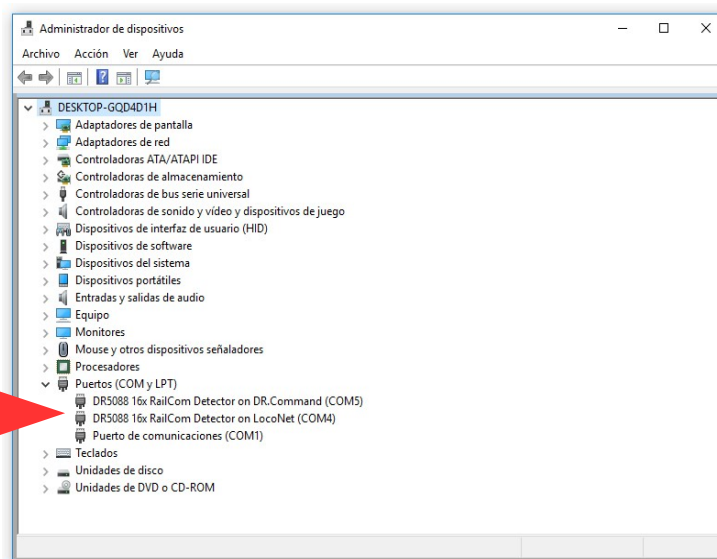 Administrador de dispositivos
Archivo Acción Ver Ayuda
DESKTOP-GQD4D1H
Adaptadores de pantalla
Adaptadores de red
Controladoras ATA/ATAPI IDE
Controladoras de almacenamiento
Controladoras de bus serie universal
Controladoras de sonido y vídeo y dispositivos de juego
Dispositivos de interfaz de usuario (HID)
Dispositivos de software
Dispositivos del sistema
Dispositivos portátiles
Entradas y salidas de audio
Equipo
Monitores
Mouse y otros dispositivos señaladores
Procesadores
Puertos (COM y LPT)
DR5088 16x RailCom Detector on DR.Command (COM5)
DR5088 16x RailCom Detector on LocoNet (COM4)
Puerto de comunicaciones (COM1)
Teclados
Unidades de disco
Unidades de DVD o CD-ROM